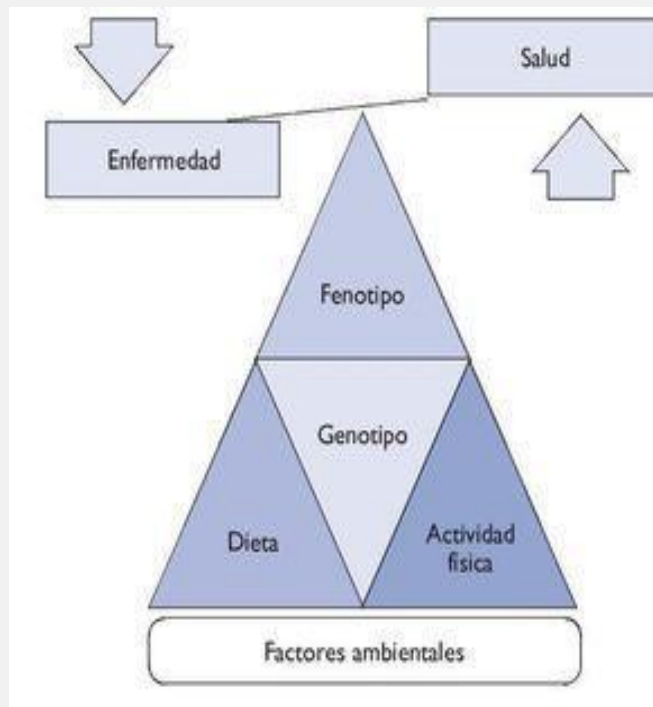 Salud
Enfermedad
Fenotipo
Genotipo
Dieta
Actividad
física
Factores ambientales